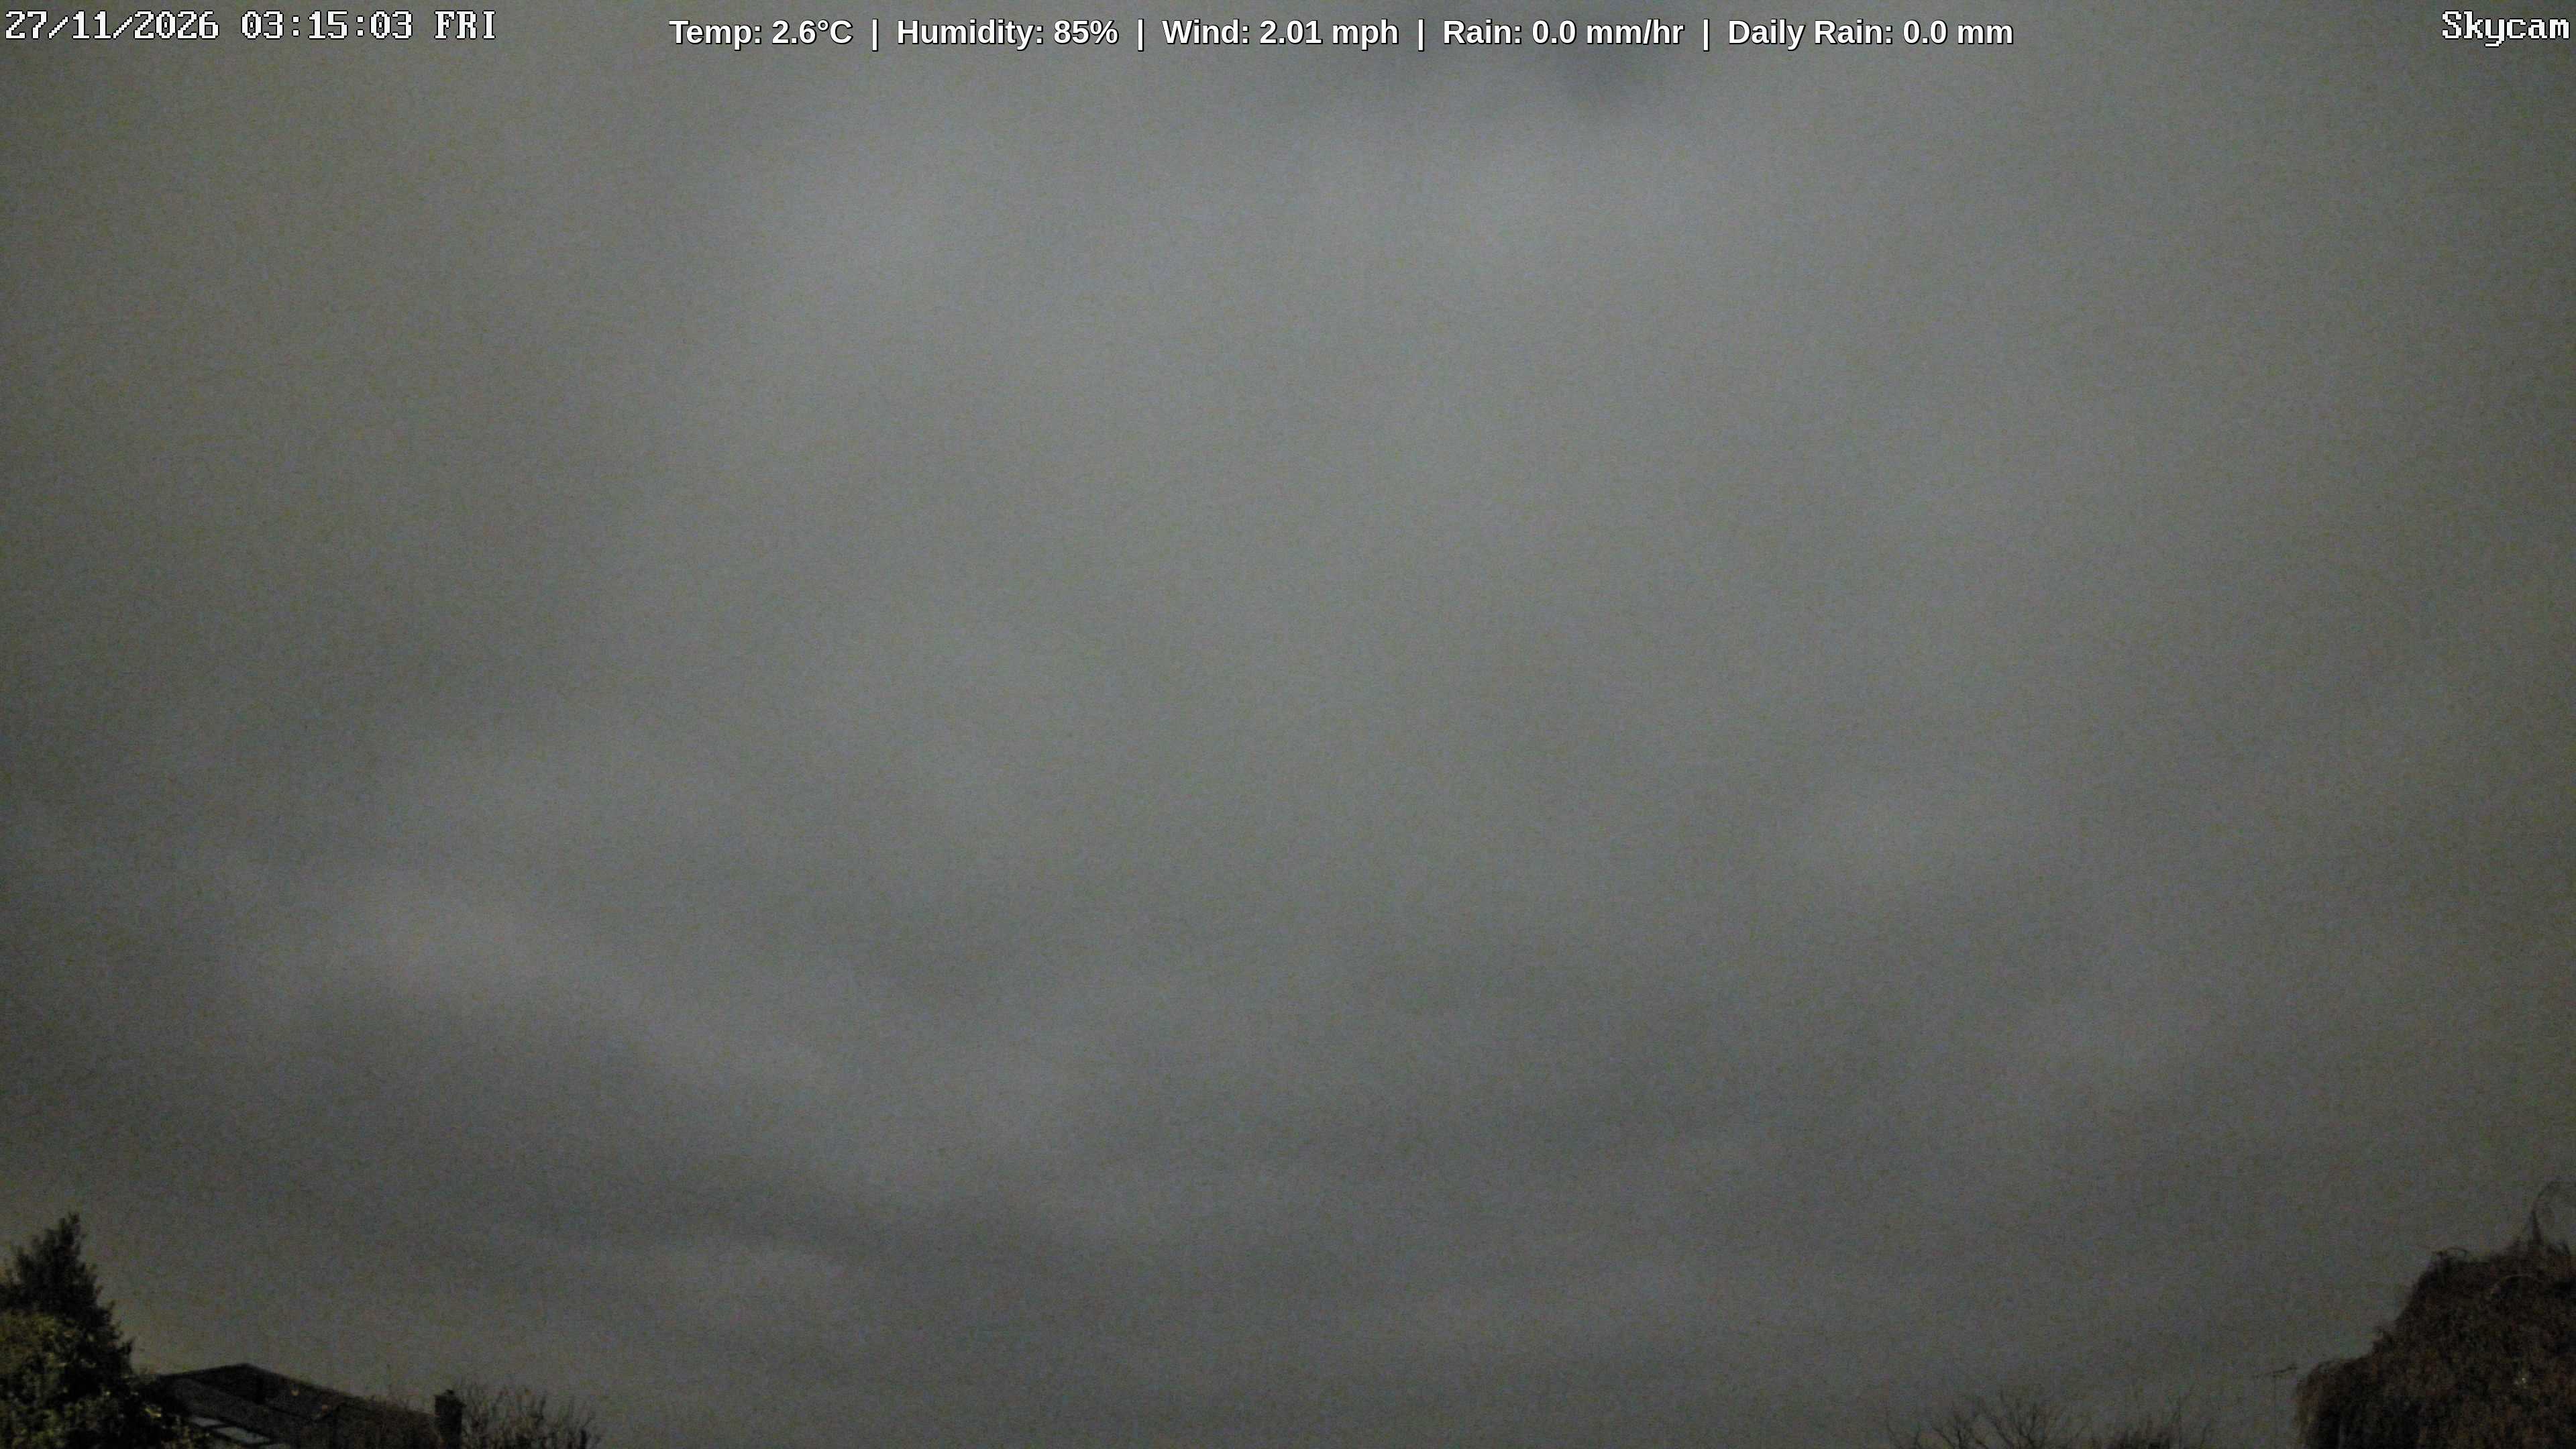 27/11/2026 03:15:03 FRI
Temp: 2.6°C | Humidity: 85% | Wind: 2.01 mph | Rain: 0.0 mm/hr | Daily Rain: 0.0 mm
Skycam